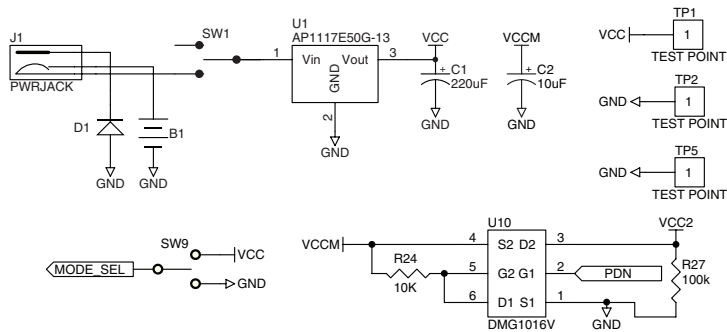 J1
PWRJACK
SW1
U1
AP1117E50G-13
1
Vin
Vout
3
GND
2
GND
VCC
C1
220uF
GND
VCCM
C2
10uF
GND
D1
GND
B1
GND
VCC
TP1
1
TEST POINT
GND
TP2
1
TEST POINT
GND
TP5
1
TEST POINT
MODE_SEL
SW9
VCC
GND
VCCM
R24
10K
U10
4
S2
D2
3
5
G2
G1
2
6
D1
S1
1
DMG1016V
PDN
VCC2
R27
100k
GND